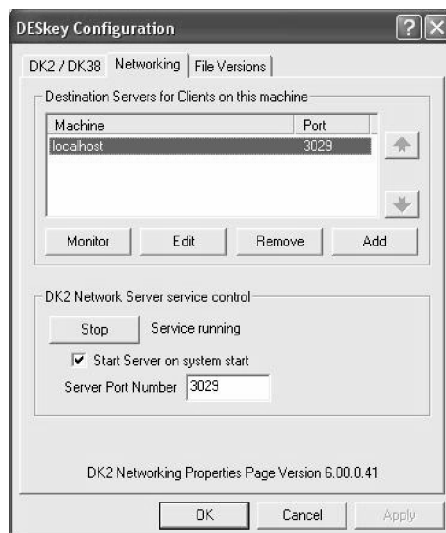 DESkey Configuration
DK2 / DK38 Networking File Versions
Destination Servers for Clients on this machine
Machine Port
localhost 3029
Monitor Edit Remove Add
DK2 Network Server service control
Stop Service running
Start Server on system start
Server Port Number 3029
DK2 Networking Properties Page Version 6.00.0.41
OK Cancel Apply